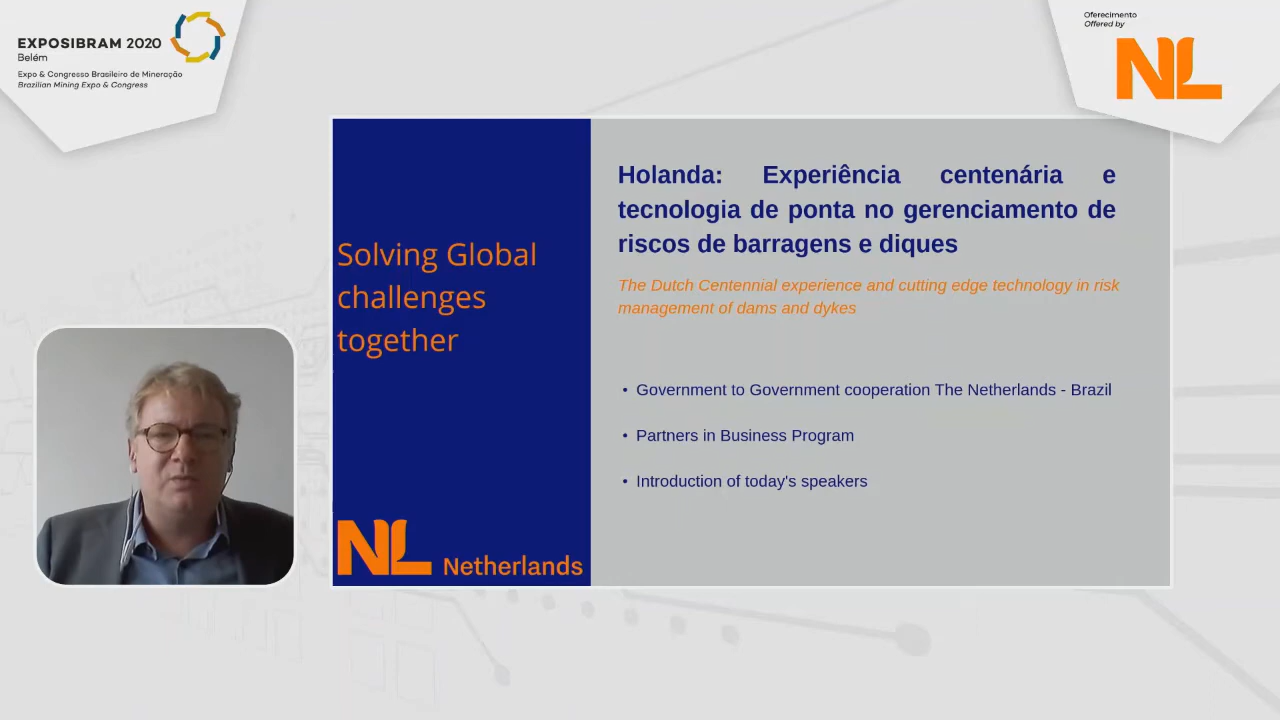 EXPOSIBRAM 2020
Belém
Expo & Congresso Brasileiro de Mineração
Brazilian Mining Expo & Congress
Oferecimento
Offered by
NL
Solving Global
challenges
together
NL Netherlands
Holanda: Experiência centenária e
tecnologia de ponta no gerenciamento de
riscos de barragens e diques
The Dutch Centennial experience and cutting edge technology in risk
management of dams and dykes
• Government to Government cooperation The Netherlands - Brazil
• Partners in Business Program
• Introduction of today's speakers